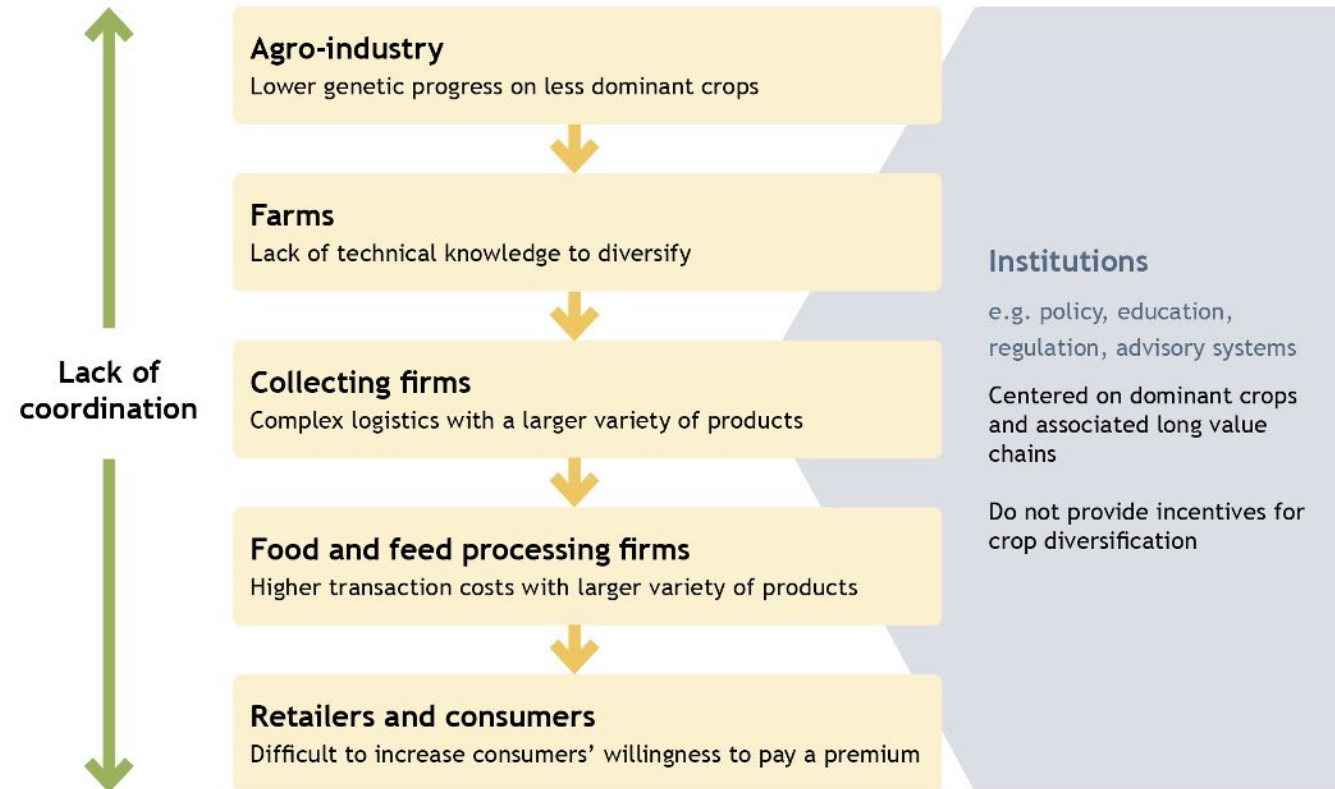 Agro-industry
Lower genetic progress on less dominant crops
Farms
Lack of technical knowledge to diversify
Lack of
coordination
Collecting firms
Complex logistics with a larger variety of products
Food and feed processing firms
Higher transaction costs with larger variety of products
Retailers and consumers
Difficult to increase consumers’ willingness to pay a premium
Institutions
e.g. policy, education,
regulation, advisory systems
Centered on dominant crops
and associated long value
chains
Do not provide incentives for
crop diversification